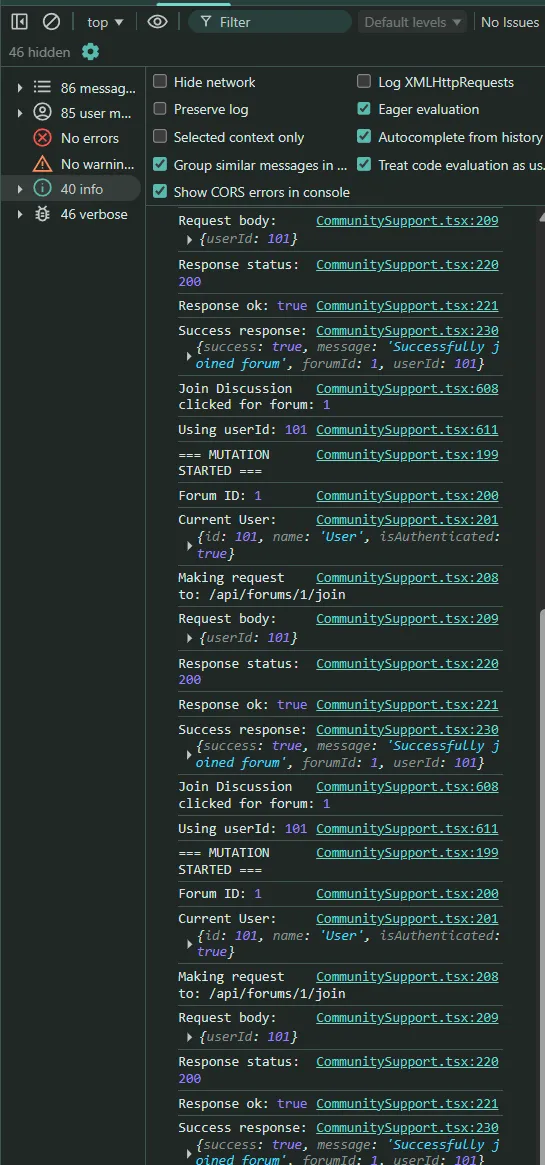 top ▼ Filter Default levels ▼ No Issues
46 hidden
86 messag...
85 user m...
No errors
No warnin...
40 info
46 verbose
Hide network Log XMLHttpRequests
Preserve log Eager evaluation
Selected context only Autocomplete from history
Group similar messages in ... Treat code evaluation as us...
Show CORS errors in console
Request body: CommunitySupport.tsx:209
▶ {userId: 101}
Response status: CommunitySupport.tsx:220
200
Response ok: true CommunitySupport.tsx:221
Success response: CommunitySupport.tsx:230
{success: true, message: 'Successfully j
▶ oined forum', forumId: 1, userId: 101}
Join Discussion CommunitySupport.tsx:608
clicked for forum: 1
Using userId: 101 CommunitySupport.tsx:611
=== MUTATION CommunitySupport.tsx:199
STARTED ===
Forum ID: 1 CommunitySupport.tsx:200
Current User: CommunitySupport.tsx:201
{id: 101, name: 'User', isAuthenticated:
▶ true}
Making request CommunitySupport.tsx:208
to: /api/forums/1/join
Request body: CommunitySupport.tsx:209
▶ {userId: 101}
Response status: CommunitySupport.tsx:220
200
Response ok: true CommunitySupport.tsx:221
Success response: CommunitySupport.tsx:230
{success: true, message: 'Successfully j
▶ oined forum', forumId: 1, userId: 101}
Join Discussion CommunitySupport.tsx:608
clicked for forum: 1
Using userId: 101 CommunitySupport.tsx:611
=== MUTATION CommunitySupport.tsx:199
STARTED ===
Forum ID: 1 CommunitySupport.tsx:200
Current User: CommunitySupport.tsx:201
{id: 101, name: 'User', isAuthenticated:
▶ true}
Making request CommunitySupport.tsx:208
to: /api/forums/1/join
Request body: CommunitySupport.tsx:209
▶ {userId: 101}
Response status: CommunitySupport.tsx:220
200
Response ok: true CommunitySupport.tsx:221
Success response: CommunitySupport.tsx:230
{success: true, message: 'Successfully j
▶ oined forum', forumId: 1, userId: 101}